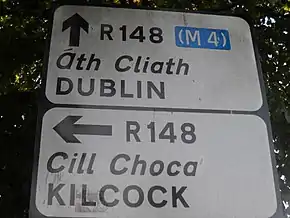 R148 (M4)
Áth Cliath
DUBLIN
R148
Cill Choca
KILCOCK